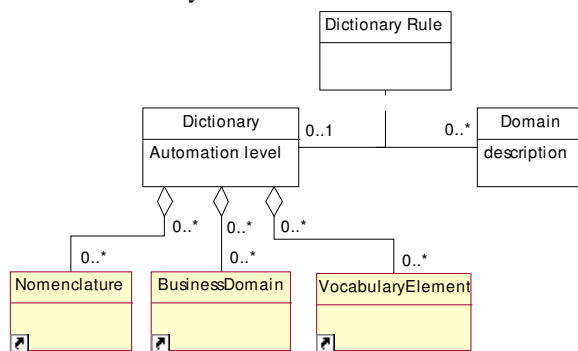 Dictionary Rule
Dictionary
0..1
0..*
Domain
Automation level
description
0..*
0..*
0..*
0..*
0..*
0..*
Nomenclature
BusinessDomain
VocabularyElement